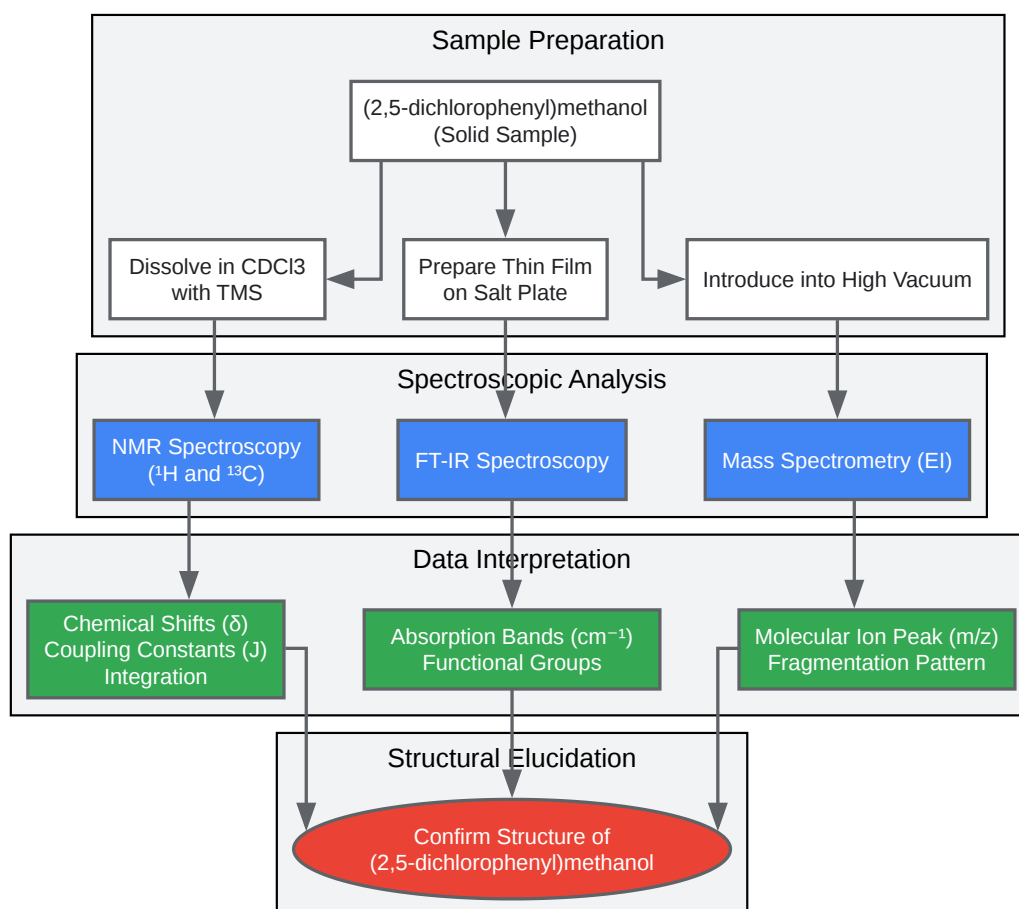 Sample Preparation
(2,5-dichlorophenyl)methanol
(Solid Sample)
Dissolve in CDCl3
with TMS
Prepare Thin Film
on Salt Plate
Introduce into High Vacuum
Spectroscopic Analysis
NMR Spectroscopy
(¹H and ¹³C)
FT-IR Spectroscopy
Mass Spectrometry (EI)
Data Interpretation
Chemical Shifts (δ)
Coupling Constants (J)
Integration
Absorption Bands (cm⁻¹)
Functional Groups
Molecular Ion Peak (m/z)
Fragmentation Pattern
Structural Elucidation
Confirm Structure of
(2,5-dichlorophenyl)methanol